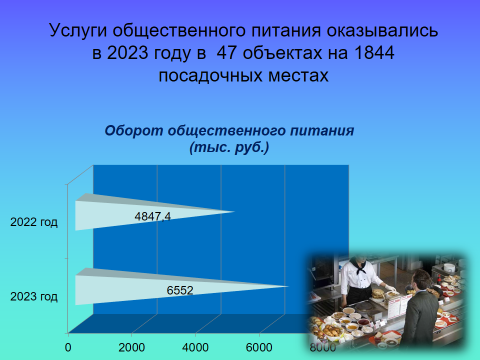 Услуги общественного питания оказывались
в 2023 году в 47 объектах на 1844
посадочных местах
Оборот общественного питания
(тыс. руб.)
2022 год
4847,4
2023 год
6552
0 2000 4000 6000 8000